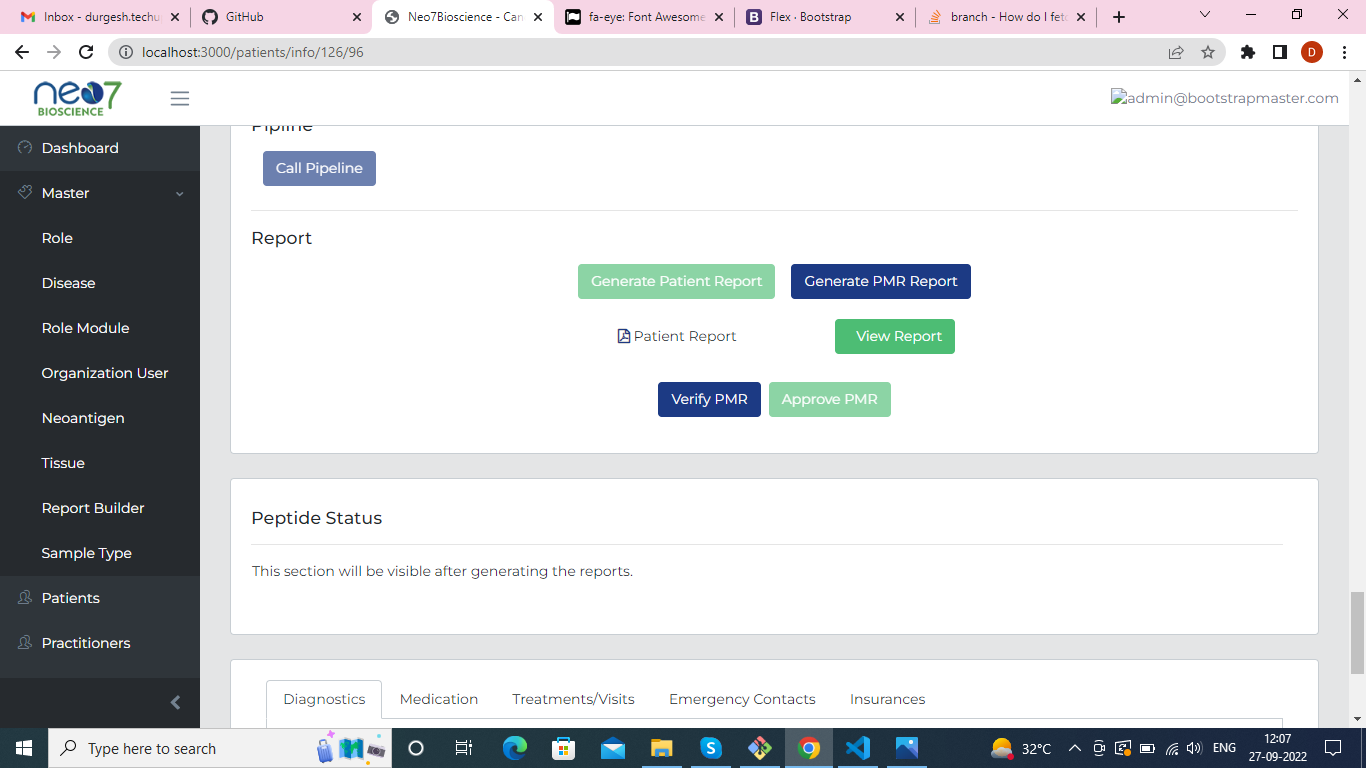 Inbox - durgesh.techup
GitHub
Neo7Bioscience - Can
fa-eye: Font Awesome
Flex · Bootstrap
branch - How do I fetc
localhost:3000/patients/info/126/96
D
neo7
BIOSCIENCE
admin@bootstrapmaster.com
Dashboard
Master
Role
Disease
Role Module
Organization User
Neoantigen
Tissue
Report Builder
Sample Type
Patients
Practitioners
Pipline
Call Pipeline
Report
Generate Patient Report
Generate PMR Report
Patient Report
View Report
Verify PMR
Approve PMR
Peptide Status
This section will be visible after generating the reports.
Diagnostics
Medication
Treatments/Visits
Emergency Contacts
Insurances
Type here to search
32°C
ENG
12:07
27-09-2022